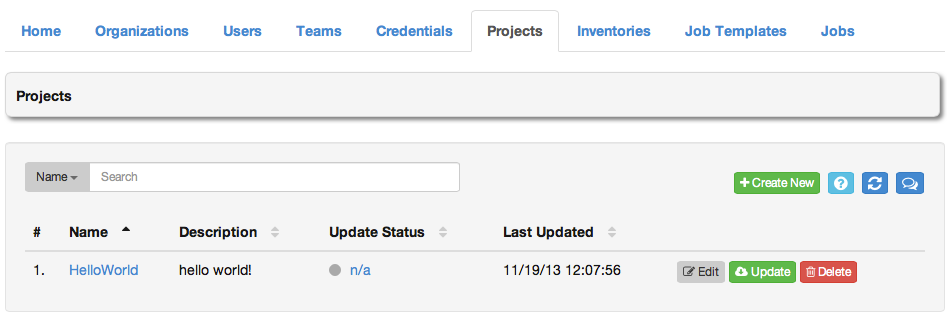 Home Organizations Users Teams Credentials Projects Inventories Job Templates Jobs
Projects
Name Search
Create New
# Name Description Update Status Last Updated
1. HelloWorld hello world! n/a 11/19/13 12:07:56 Edit Update Delete